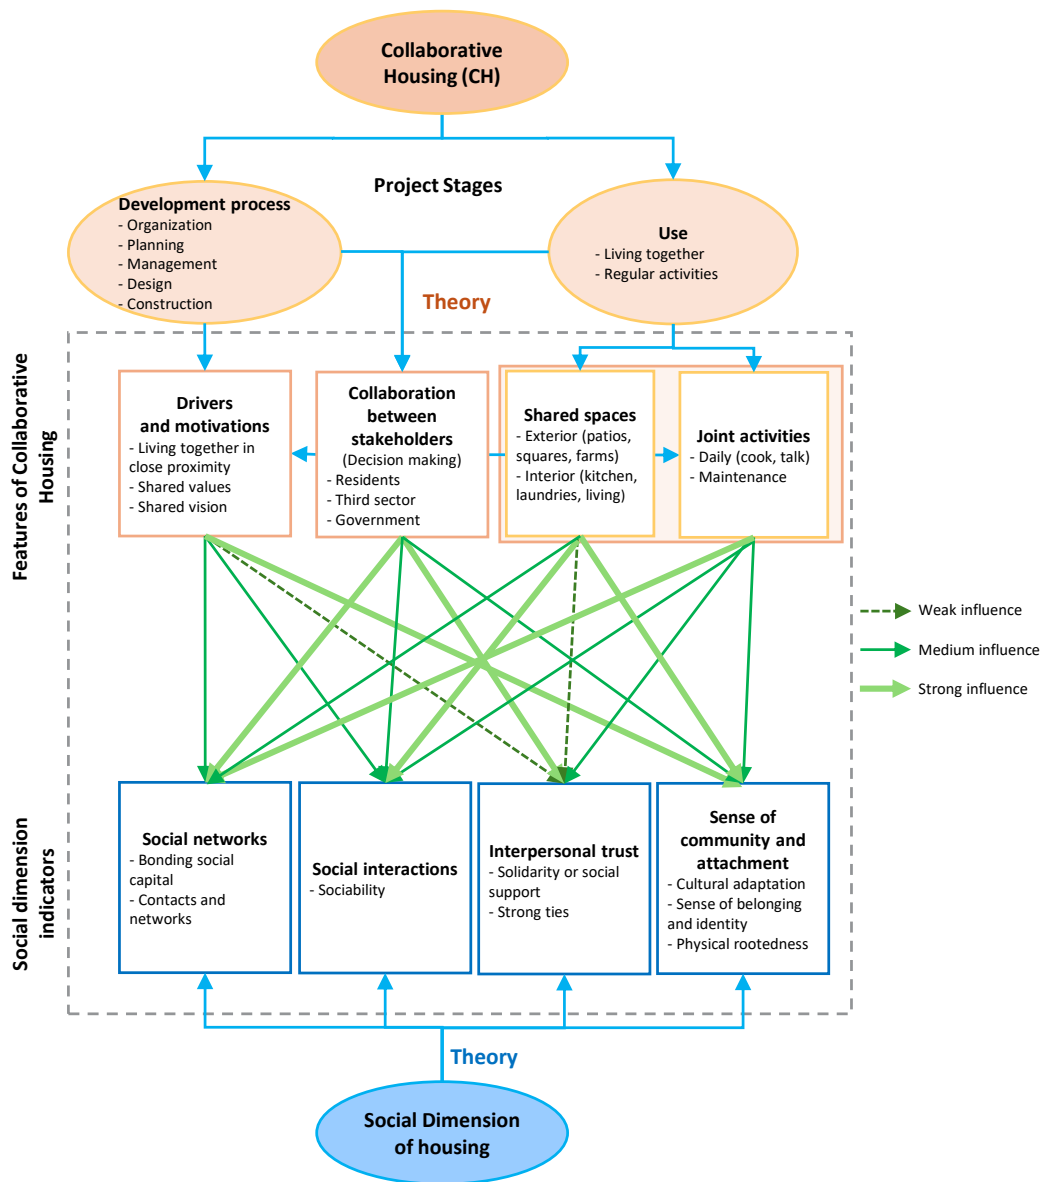 Collaborative
Housing (CH)
Project Stages
Development process
- Organization
- Planning
- Management
- Design
- Construction
Use
- Living together
- Regular activities
Theory
Features of Collaborative
Housing
Drivers
and motivations
- Living together in
close proximity
- Shared values
- Shared vision
Collaboration
between
stakeholders
(Decision making)
- Residents
- Third sector
- Government
Shared spaces
- Exterior (patios,
squares, farms)
- Interior (kitchen,
laundries, living)
Joint activities
- Daily (cook, talk)
- Maintenance
Weak influence
Medium influence
Strong influence
Social dimension
indicators
Social networks
- Bonding social
capital
- Contacts and
networks
Social interactions
- Sociability
Interpersonal trust
- Solidarity or social
support
- Strong ties
Sense of
community and
attachment
- Cultural adaptation
- Sense of belonging
and identity
- Physical rootedness
Theory
Social Dimension
of housing